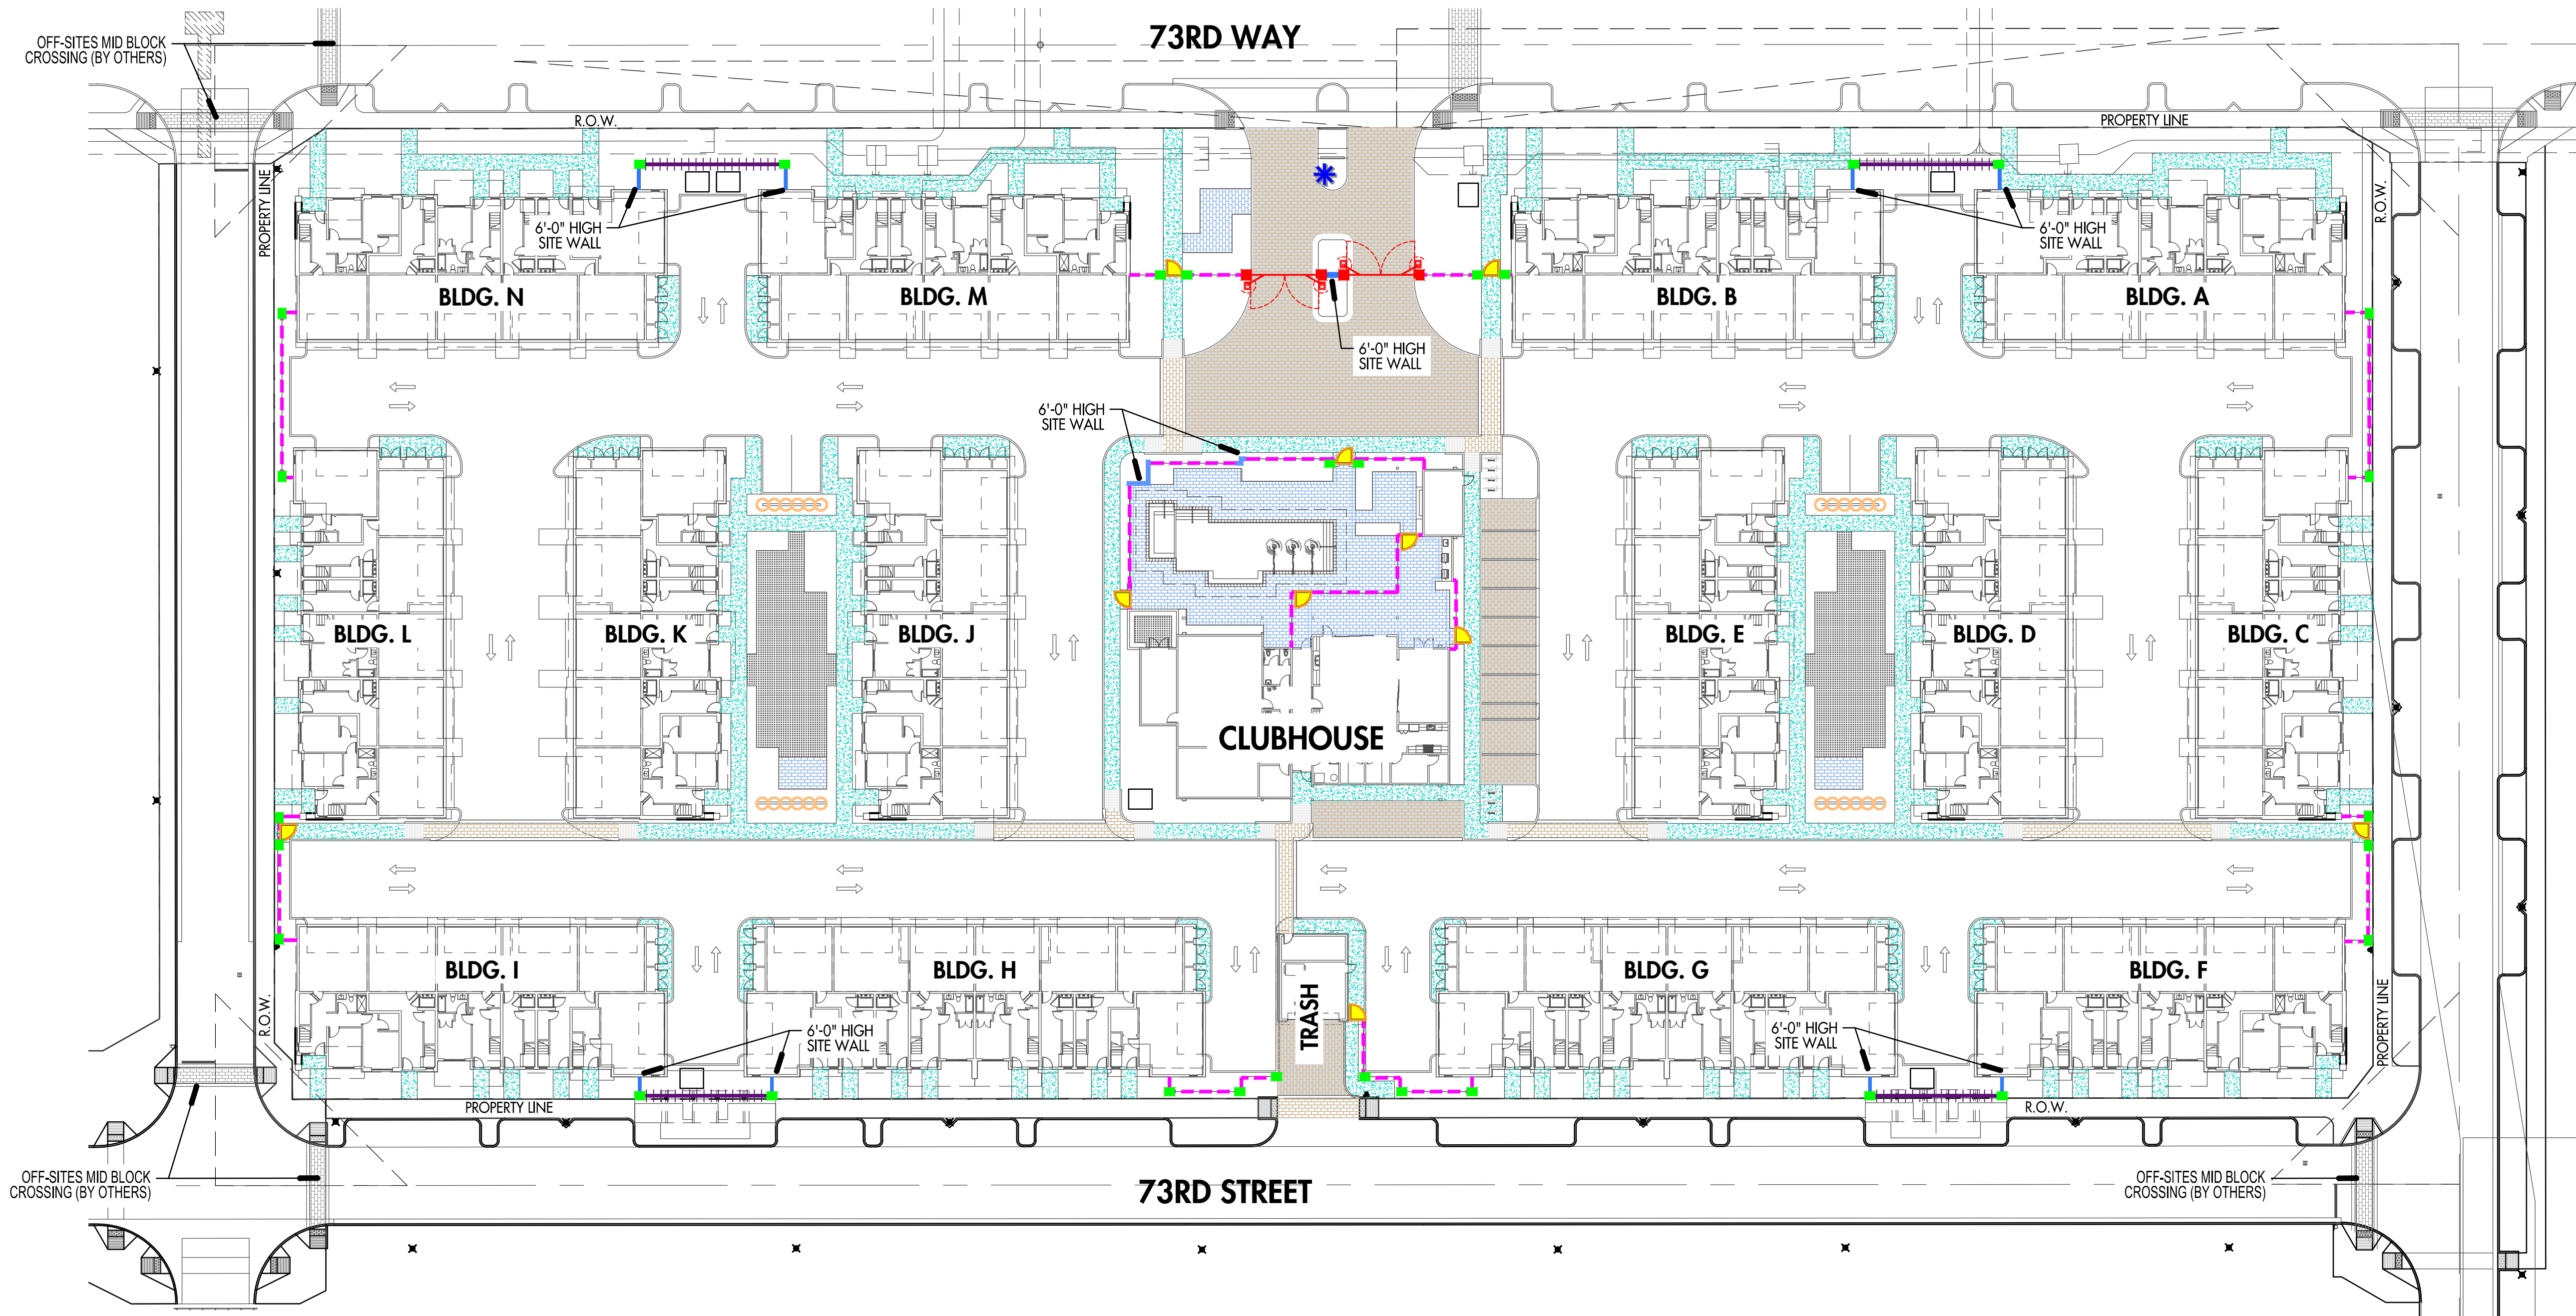 73RD WAY
OFF-SITES MID BLOCK
CROSSING (BY OTHERS)
R.O.W.
PROPERTY LINE
PROPERTY LINE
R.O.W.
6'-0" HIGH
SITE WALL
6'-0" HIGH
SITE WALL
BLDG. N
BLDG. M
BLDG. B
BLDG. A
6'-0" HIGH
SITE WALL
6'-0" HIGH
SITE WALL
BLDG. L
BLDG. K
BLDG. J
BLDG. E
BLDG. D
BLDG. C
CLUBHOUSE
BLDG. I
BLDG. H
BLDG. G
BLDG. F
R.O.W.
TRASH
PROPERTY LINE
6'-0" HIGH
SITE WALL
6'-0" HIGH
SITE WALL
PROPERTY LINE
R.O.W.
OFF-SITES MID BLOCK
CROSSING (BY OTHERS)
73RD STREET
OFF-SITES MID BLOCK
CROSSING (BY OTHERS)